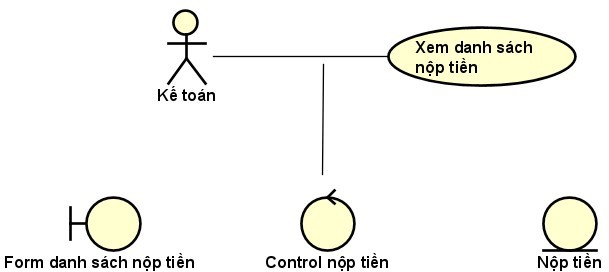 Xem danh sách
nộp tiền
Kế toán
Form danh sách nộp tiền
Control nộp tiền
Nộp tiền